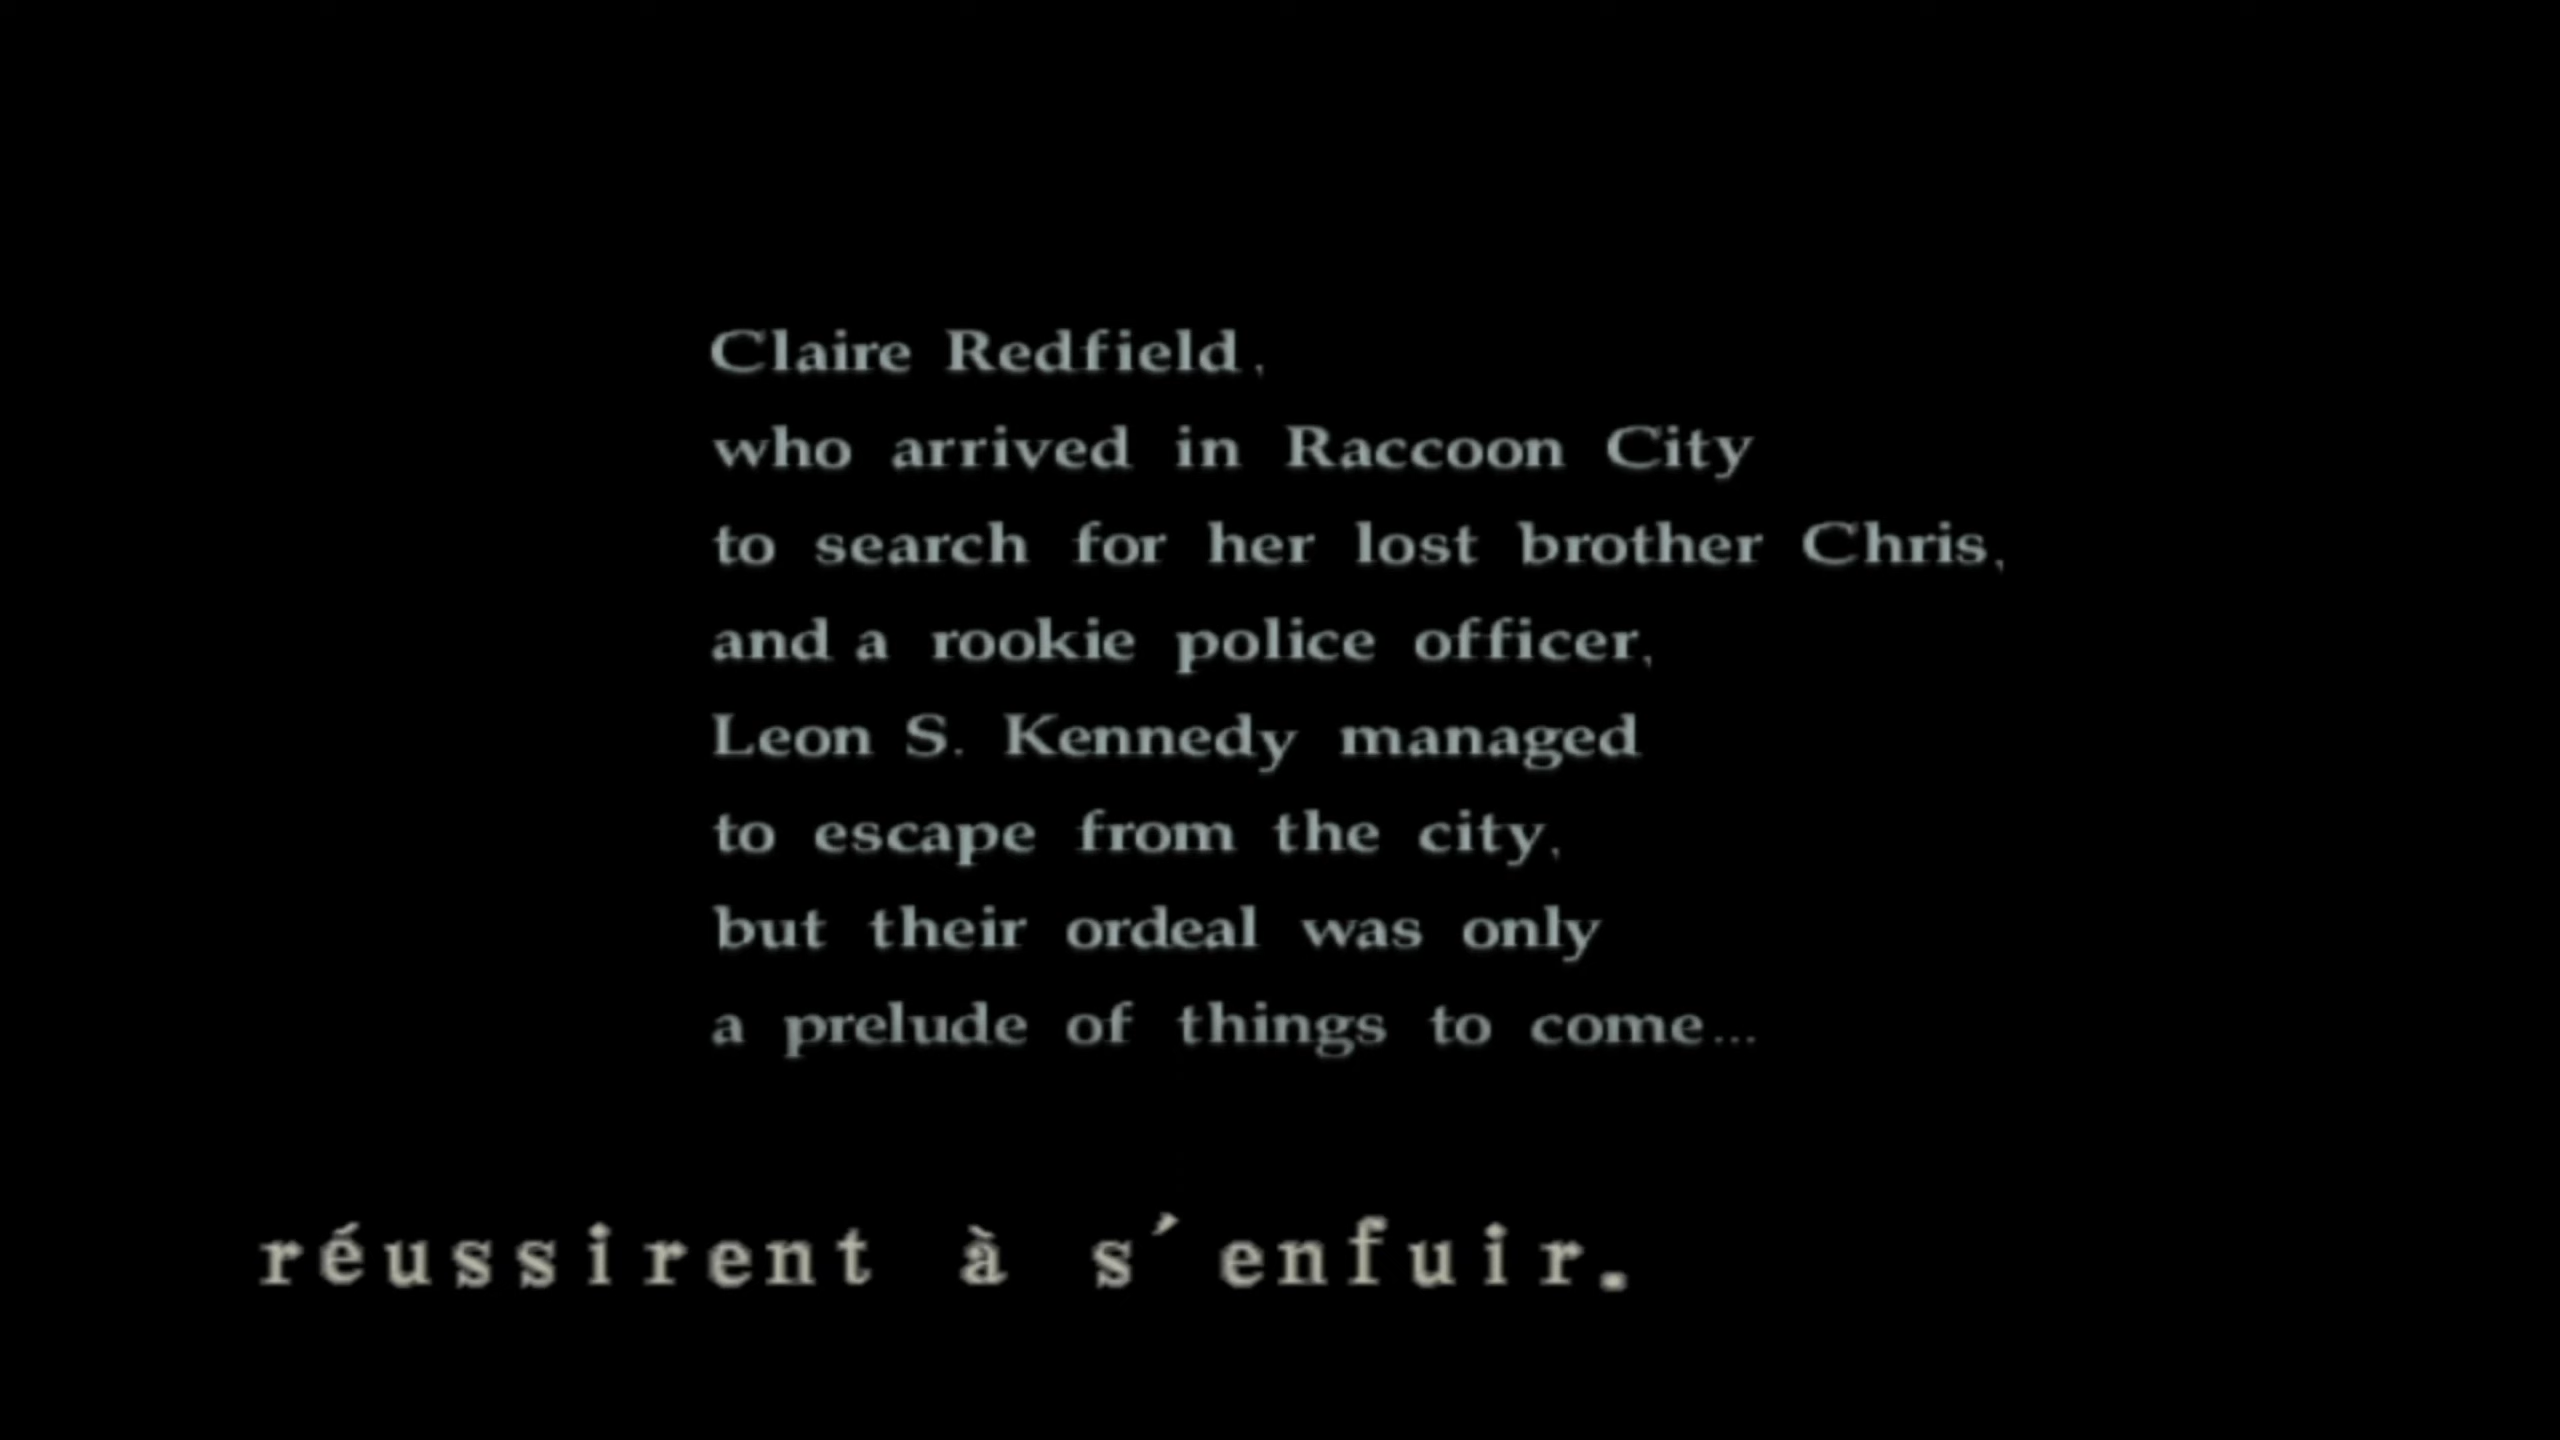 Claire Redfield,
who arrived in Raccoon City
to search for her lost brother Chris,
and a rookie police officer,
Leon S. Kennedy managed
to escape from the city,
but their ordeal was only
a prelude of things to come...
réussirent à s´enfuir.